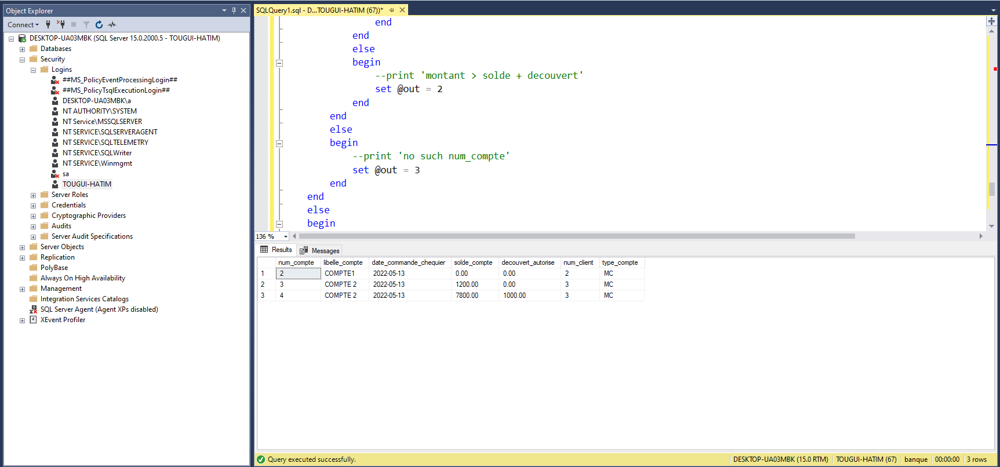 Object Explorer
Connect
DESKTOP-UA03MBK (SQL Server 15.0.2000.5 - TOUGUI-HATIM)
Databases
Security
Logins
##MS_PolicyEventProcessingLogin##
##MS_PolicyTsqlExecutionLogin##
DESKTOP-UA03MBK\a
NT AUTHORITY\SYSTEM
NT Service\MSSQLSERVER
NT SERVICE\SQLSERVERAGENT
NT SERVICE\SQLTELEMETRY
NT SERVICE\SQLWriter
NT SERVICE\Winmgmt
sa
TOUGUI-HATIM
Server Roles
Credentials
Cryptographic Providers
Audits
Server Audit Specifications
Server Objects
Replication
PolyBase
Always On High Availability
Management
Integration Services Catalogs
SQL Server Agent (Agent XPs disabled)
XEvent Profiler
SQLQuery1.sql - D...TOUGUI-HATIM (67))*
end
end
else
begin
--print 'montant > solde + decouvert'
set @out = 2
end
end
else
begin
--print 'no such num_compte'
set @out = 3
end
end
else
begin
136 %
Results Messages
num_compte libelle_compte date_commande_chequier solde_compte decouvert_autorise num_client type_compte
1 2 COMPTE1 2022-05-13 0.00 0.00 2 MC
2 3 COMPTE 2 2022-05-13 1200.00 0.00 3 MC
3 4 COMPTE 2 2022-05-13 7800.00 1000.00 3 MC
Query executed successfully. DESKTOP-UA03MBK (15.0 RTM) TOUGUI-HATIM (67) banque 00:00:00 3 rows